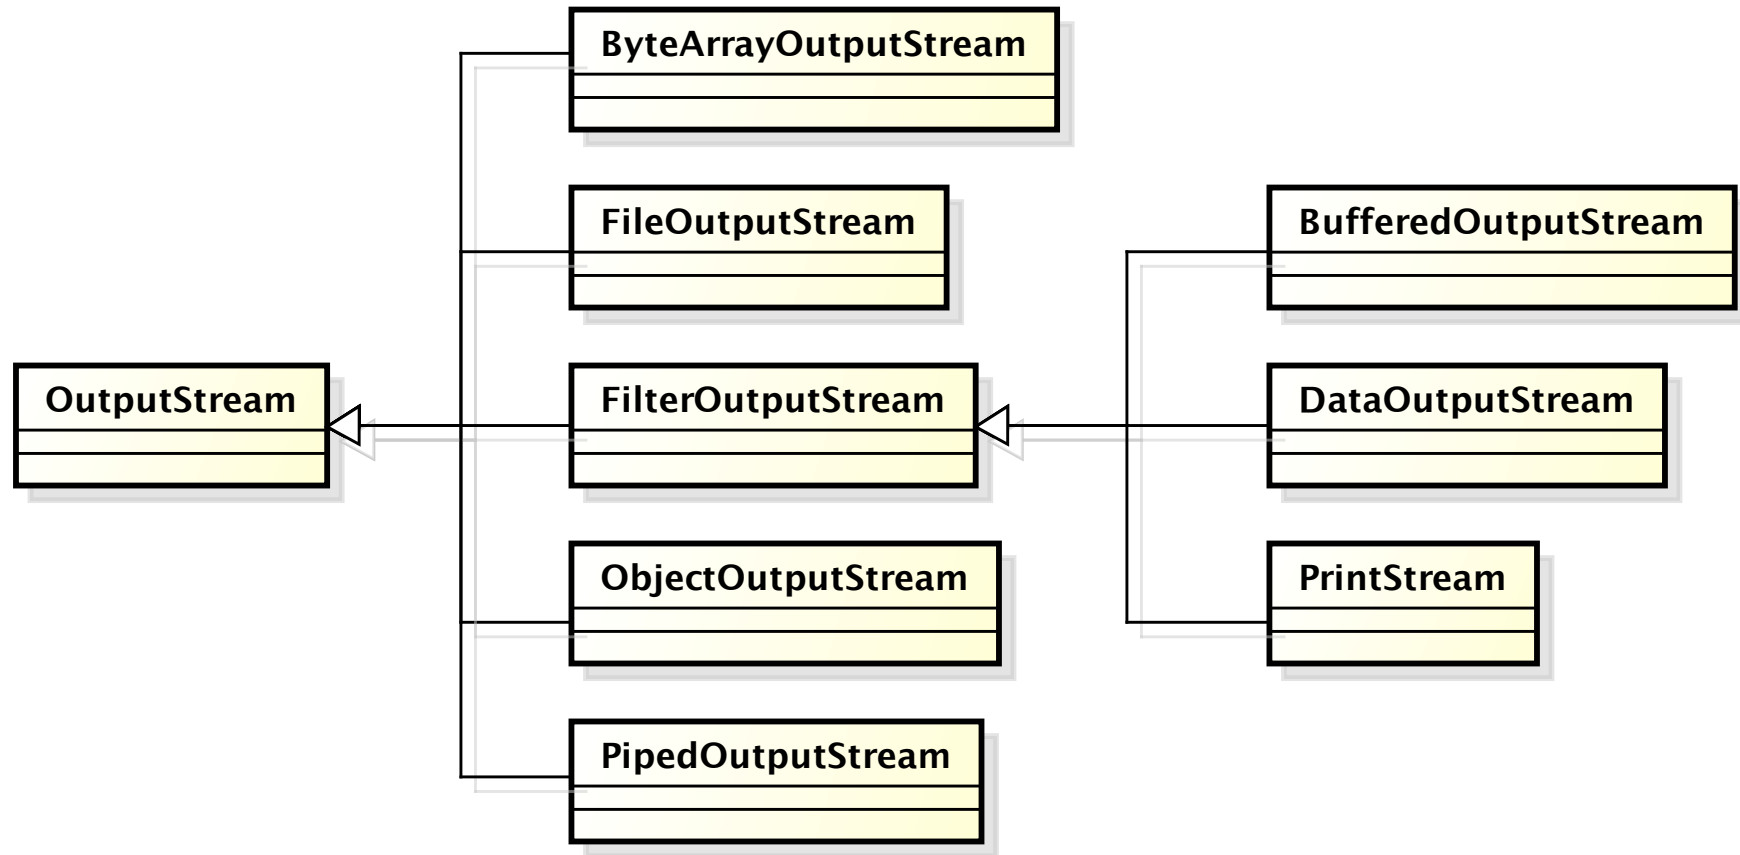 ByteArrayOutputStream
FileOutputStream
BufferedOutputStream
OutputStream
FilterOutputStream
DataOutputStream
ObjectOutputStream
PrintStream
PipedOutputStream